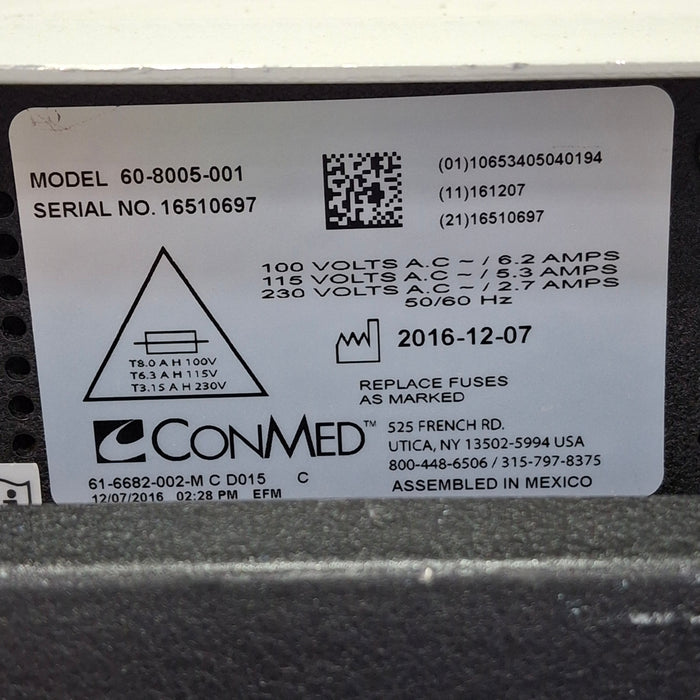 MODEL 60-8005-001
SERIAL NO. 16510697
(01)10653405040194
(11)161207
(21)16510697
100 VOLTS A.C ~ / 6.2 AMPS
115 VOLTS A.C ~ / 5.3 AMPS
230 VOLTS A.C ~ / 2.7 AMPS
50/60 Hz
T8.0 A H 100V
T6.3 A H 115V
T3.15 A H 230V
2016-12-07
REPLACE FUSES
AS MARKED
CONMED™
525 FRENCH RD.
UTICA, NY 13502-5994 USA
800-448-6506 / 315-797-8375
ASSEMBLED IN MEXICO
61-6682-002-M C D015 C
12/07/2016 02:28 PM EFM